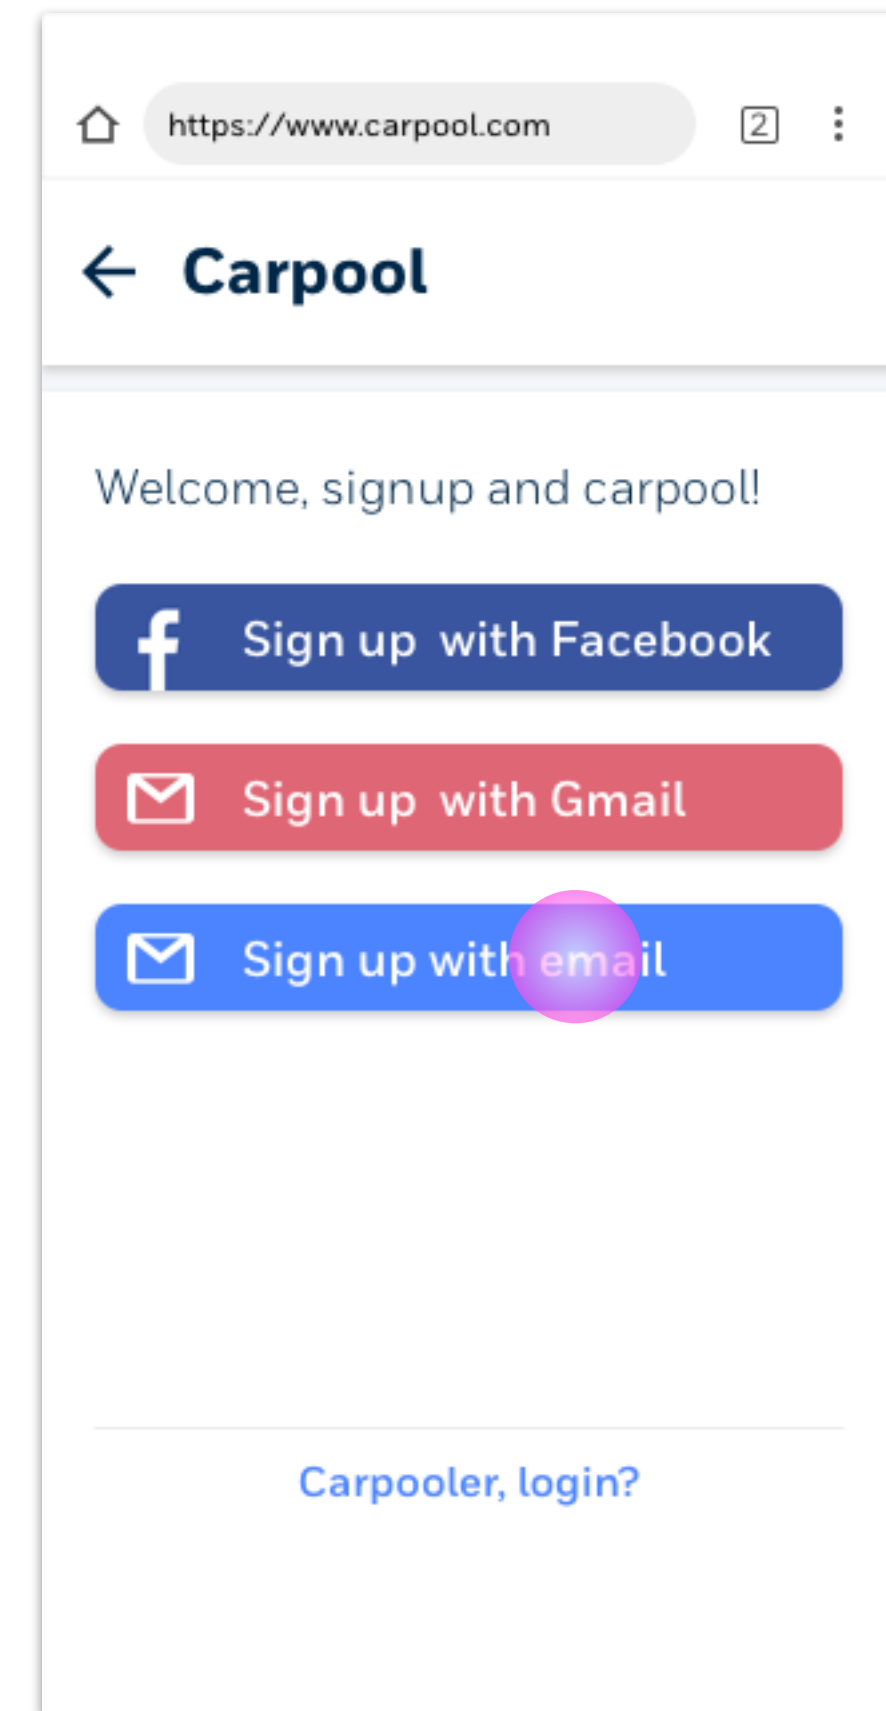 https://www.carpool.com 2
Carpool
Welcome, signup and carpool!
Sign up with Facebook
Sign up with Gmail
Sign up with email
Carpooler, login?